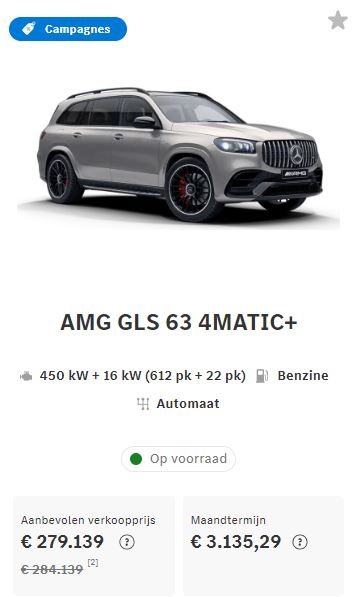 Campagnes
AMG GLS 63 4MATIC+
450 kW + 16 kW (612 pk + 22 pk) Benzine
Automaat
Op voorraad
Aanbevolen verkoopprijs
€ 279.139 ?
€ 284.139 [2]
Maandtermijn
€ 3.135,29 ?